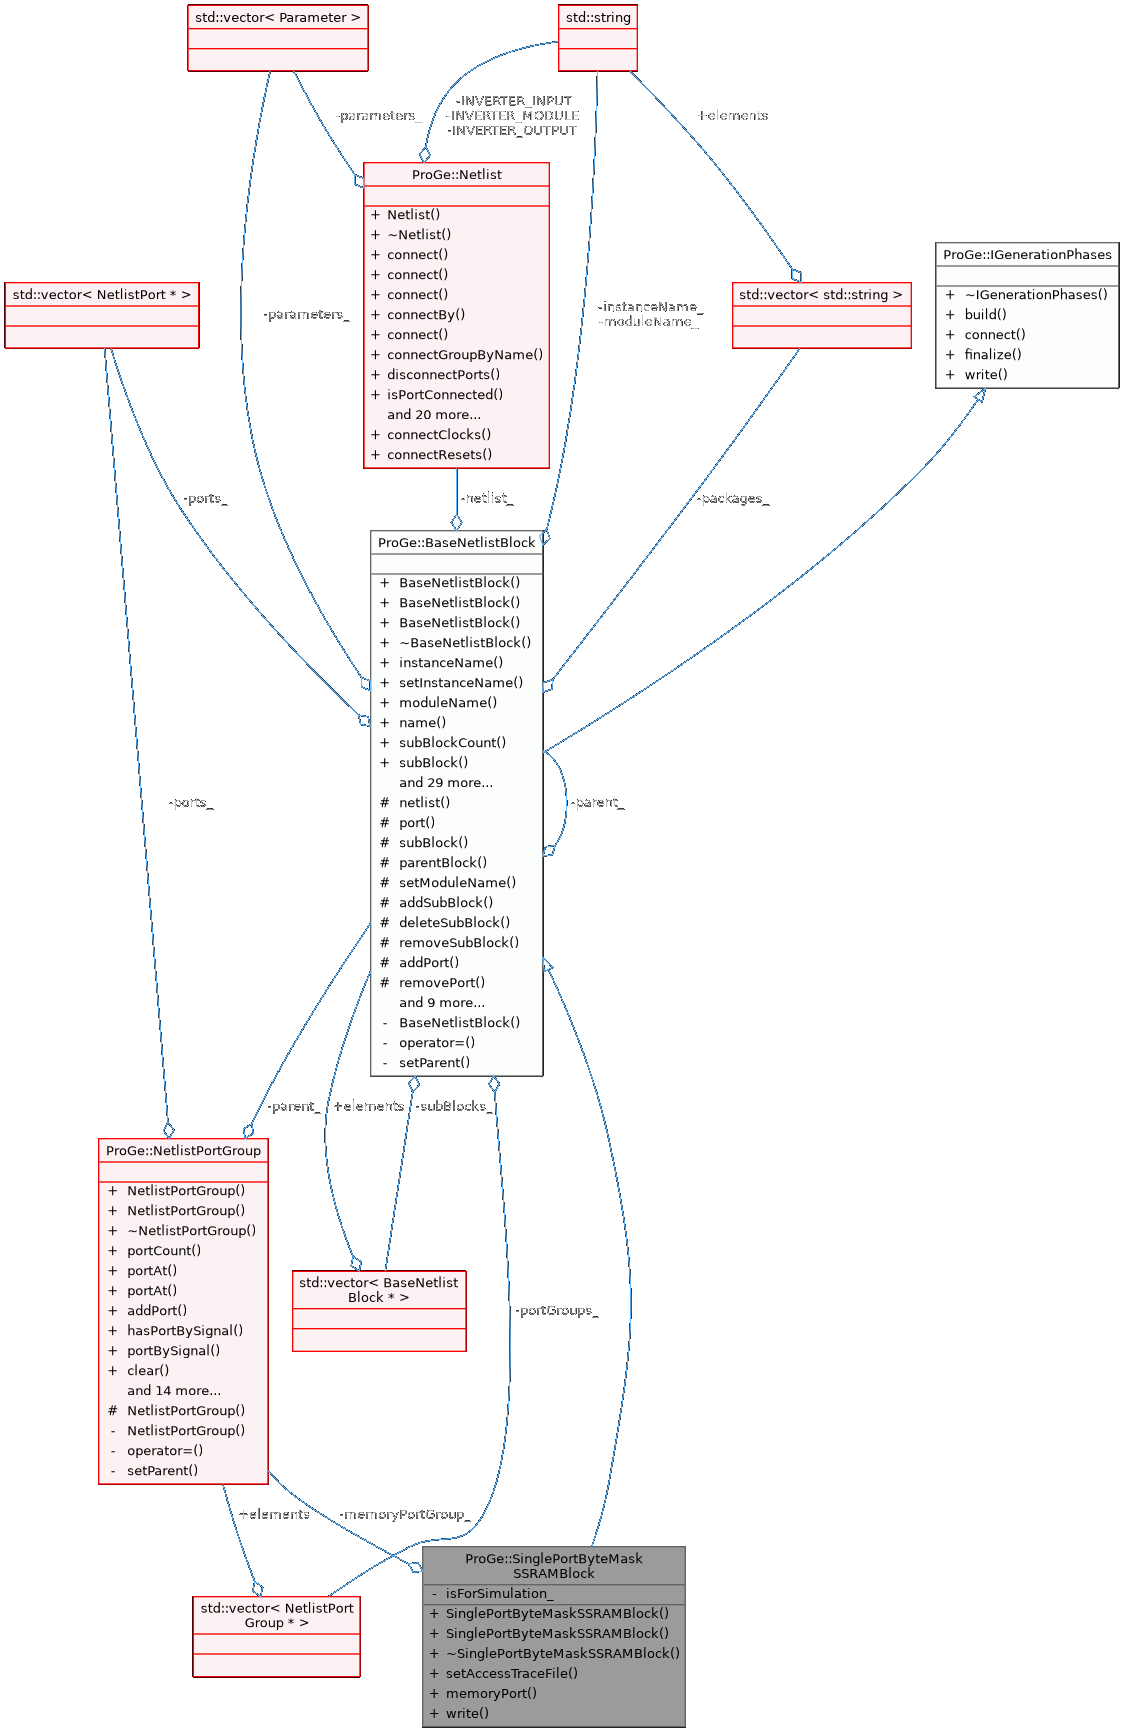 std::vector< Parameter >
std::string
-INVERTER_INPUT
-INVERTER_MODULE
-INVERTER_OUTPUT
-parameters_
+elements
ProGe::Netlist
+ Netlist()
+ ~Netlist()
+ connect()
+ connect()
+ connect()
+ connectBy()
+ connect()
+ connectGroupByName()
+ disconnectPorts()
+ isPortConnected()
and 20 more...
+ connectClocks()
+ connectResets()
ProGe::IGenerationPhases
+ ~IGenerationPhases()
+ build()
+ connect()
+ finalize()
+ write()
std::vector< NetlistPort * >
std::vector< std::string >
-parameters_
-instanceName_
-moduleName_
-ports_
-netlist_
-packages_
ProGe::BaseNetlistBlock
+ BaseNetlistBlock()
+ BaseNetlistBlock()
+ BaseNetlistBlock()
+ ~BaseNetlistBlock()
+ instanceName()
+ setInstanceName()
+ moduleName()
+ name()
+ subBlockCount()
+ subBlock()
and 29 more...
# netlist()
# port()
# subBlock()
# parentBlock()
# setModuleName()
# addSubBlock()
# deleteSubBlock()
# removeSubBlock()
# addPort()
# removePort()
and 9 more...
- BaseNetlistBlock()
- operator=()
- setParent()
-ports_
-parent_
-parent_
+elements
-subBlocks_
ProGe::NetlistPortGroup
+ NetlistPortGroup()
+ NetlistPortGroup()
+ ~NetlistPortGroup()
+ portCount()
+ portAt()
+ portAt()
+ addPort()
+ hasPortBySignal()
+ portBySignal()
+ clear()
and 14 more...
# NetlistPortGroup()
- NetlistPortGroup()
- operator=()
- setParent()
std::vector< BaseNetlist
Block * >
-portGroups_
+elements
-memoryPortGroup_
std::vector< NetlistPort
Group * >
ProGe::SinglePortByteMask
SSRAMBlock
- isForSimulation_
+ SinglePortByteMaskSSRAMBlock()
+ SinglePortByteMaskSSRAMBlock()
+ ~SinglePortByteMaskSSRAMBlock()
+ setAccessTraceFile()
+ memoryPort()
+ write()